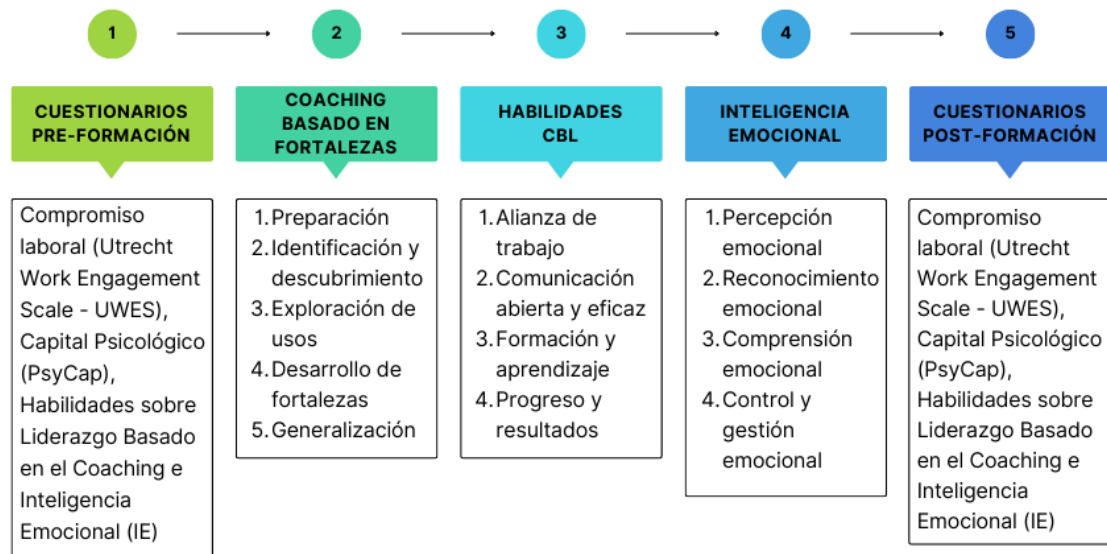 1
2
3
4
5
CUESTIONARIOS
PRE-FORMACIÓN
COACHING
BASADO EN
FORTALEZAS
HABILIDADES
CBL
INTELIGENCIA
EMOCIONAL
CUESTIONARIOS
POST-FORMACIÓN
Compromiso
laboral (Utrecht
Work Engagement
Scale - UWES),
Capital Psicológico
(PsyCap),
Habilidades sobre
Liderazgo Basado
en el Coaching e
Inteligencia
Emocional (IE)
1. Preparación
2. Identificación y
descubrimiento
3. Exploración de
usos
4. Desarrollo de
fortalezas
5. Generalización
1. Alianza de
trabajo
2. Comunicación
abierta y eficaz
3. Formación y
aprendizaje
4. Progreso y
resultados
1. Percepción
emocional
2. Reconocimiento
emocional
3. Comprensión
emocional
4. Control y
gestión
emocional
Compromiso
laboral (Utrecht
Work Engagement
Scale - UWES),
Capital Psicológico
(PsyCap),
Habilidades sobre
Liderazgo Basado
en el Coaching e
Inteligencia
Emocional (IE)